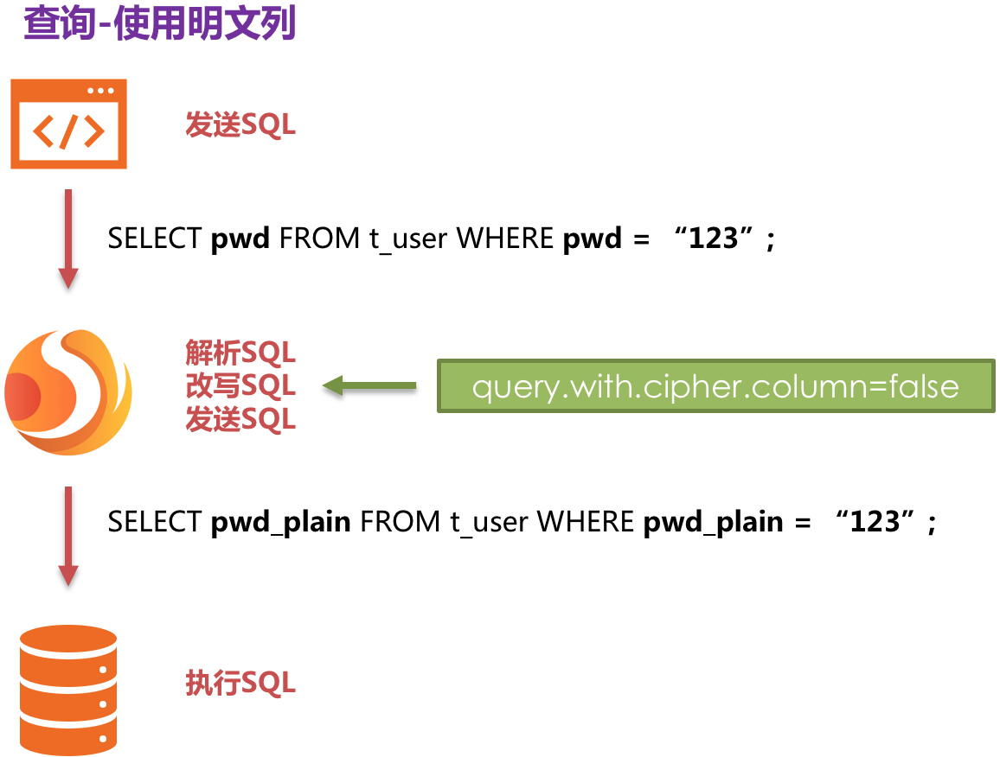 查询-使用明文列
发送SQL
SELECT pwd FROM t_user WHERE pwd = “123”;
解析SQL
改写SQL
发送SQL
query.with.cipher.column=false
SELECT pwd_plain FROM t_user WHERE pwd_plain = “123”;
执行SQL